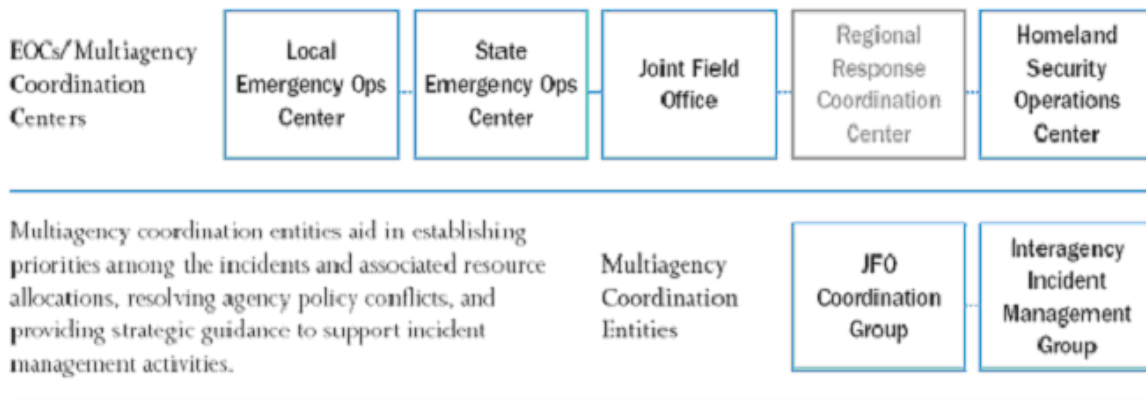 EOCs/Multiagency
Coordination
Centers
Local
Emergency Ops
Center
State
Emergency Ops
Center
Joint Field
Office
Regional
Response
Coordination
Center
Homeland
Security
Operations
Center
Multiagency coordination entities aid in establishing
priorities among the incidents and associated resource
allocations, resolving agency policy conflicts, and
providing strategic guidance to support incident
management activities.
Multiagency
Coordination
Entities
JFO
Coordination
Group
Interagency
Incident
Management
Group